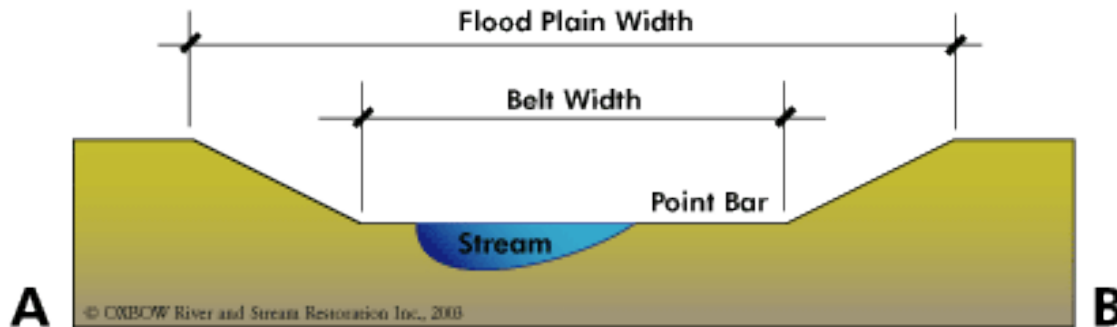 Flood Plain Width
Belt Width
Point Bar
Stream
A
B
© OXBOW River and Stream Restoration Inc., 2003